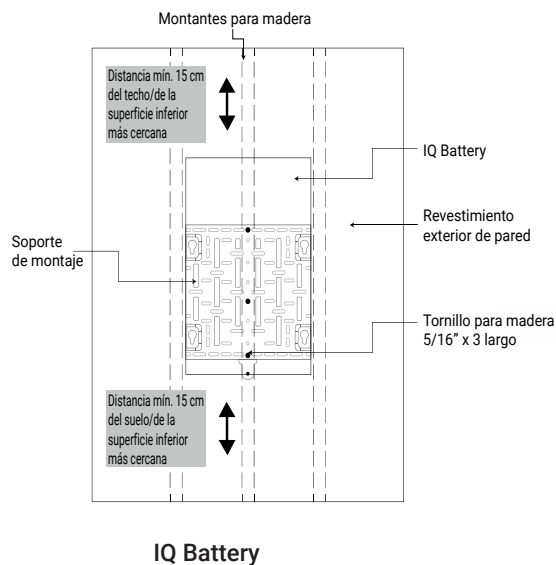 Montantes para madera
Distancia mín. 15 cm
del techo/de la
superficie inferior
más cercana
IQ Battery
Revestimiento
exterior de pared
Soporte
de montaje
Tornillo para madera
5/16” x 3 largo
Distancia mín. 15 cm
del suelo/de la
superficie inferior
más cercana
IQ Battery